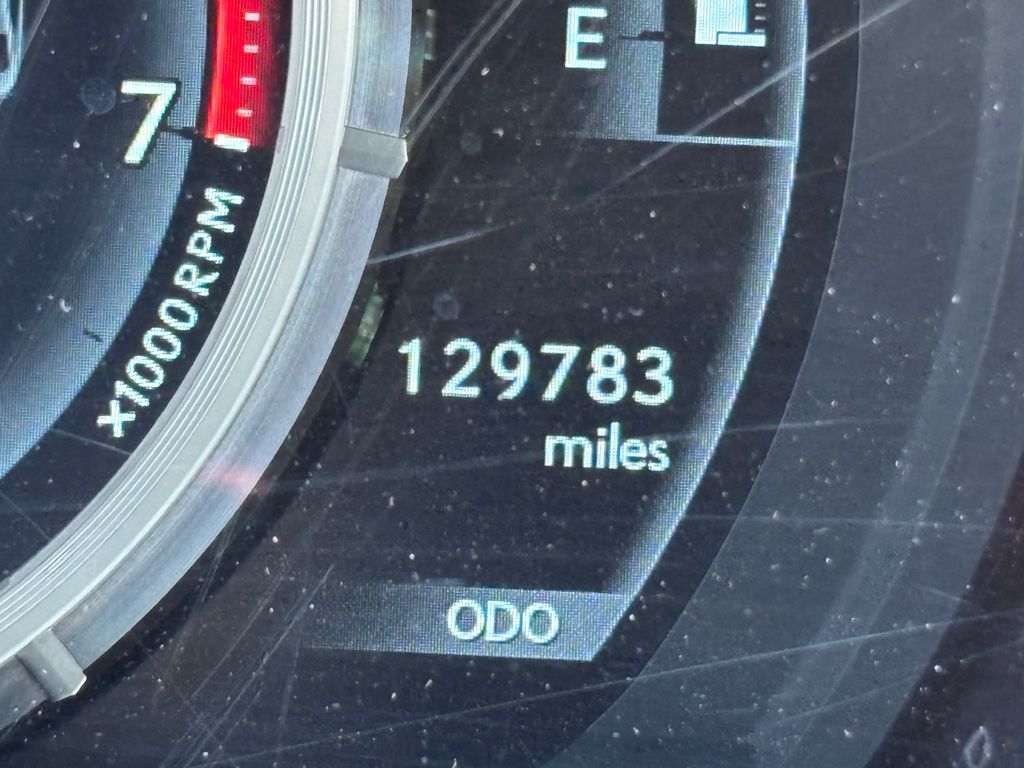 E
7
x1000RPM
129783
miles
ODO